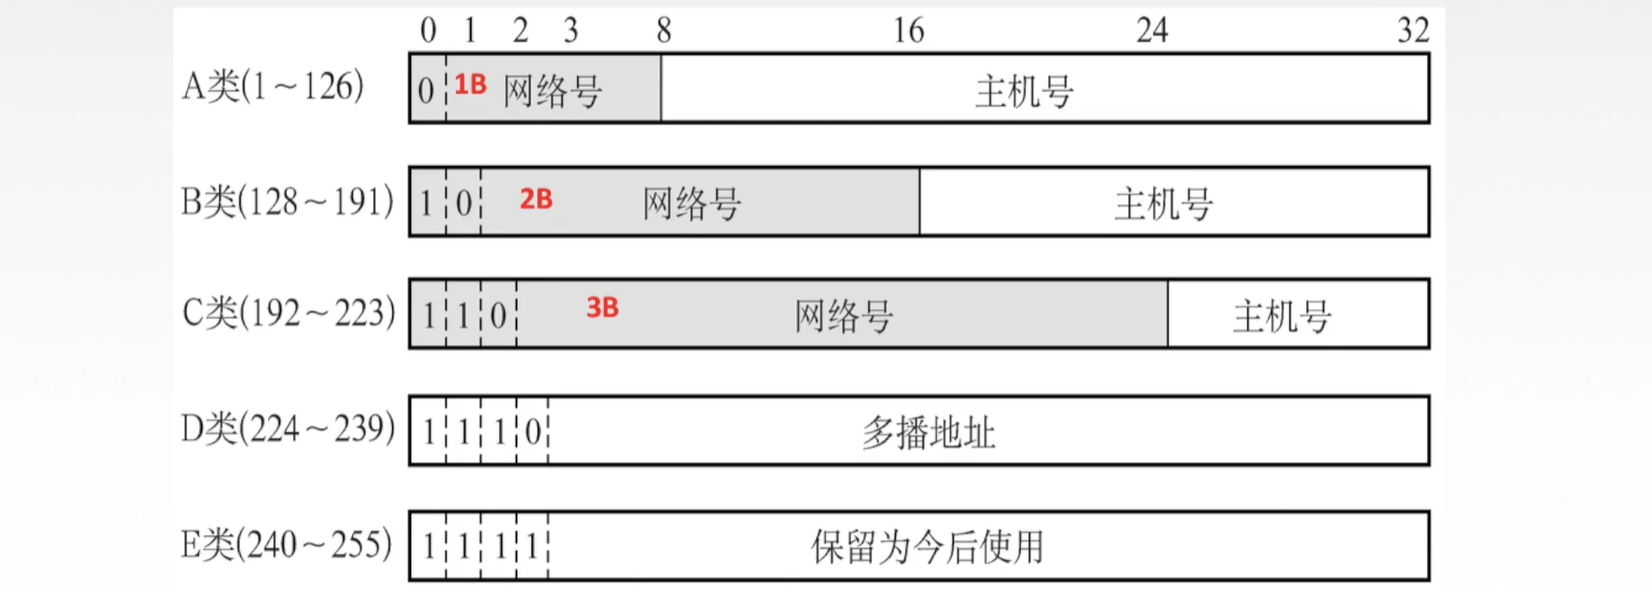 0 1 2 3 8 16 24 32
A类(1～126) 0 1B 网络号 主机号
B类(128～191) 1 0 2B 网络号 主机号
C类(192～223) 1 1 0 3B 网络号 主机号
D类(224～239) 1 1 1 0 多播地址
E类(240～255) 1 1 1 1 保留为今后使用